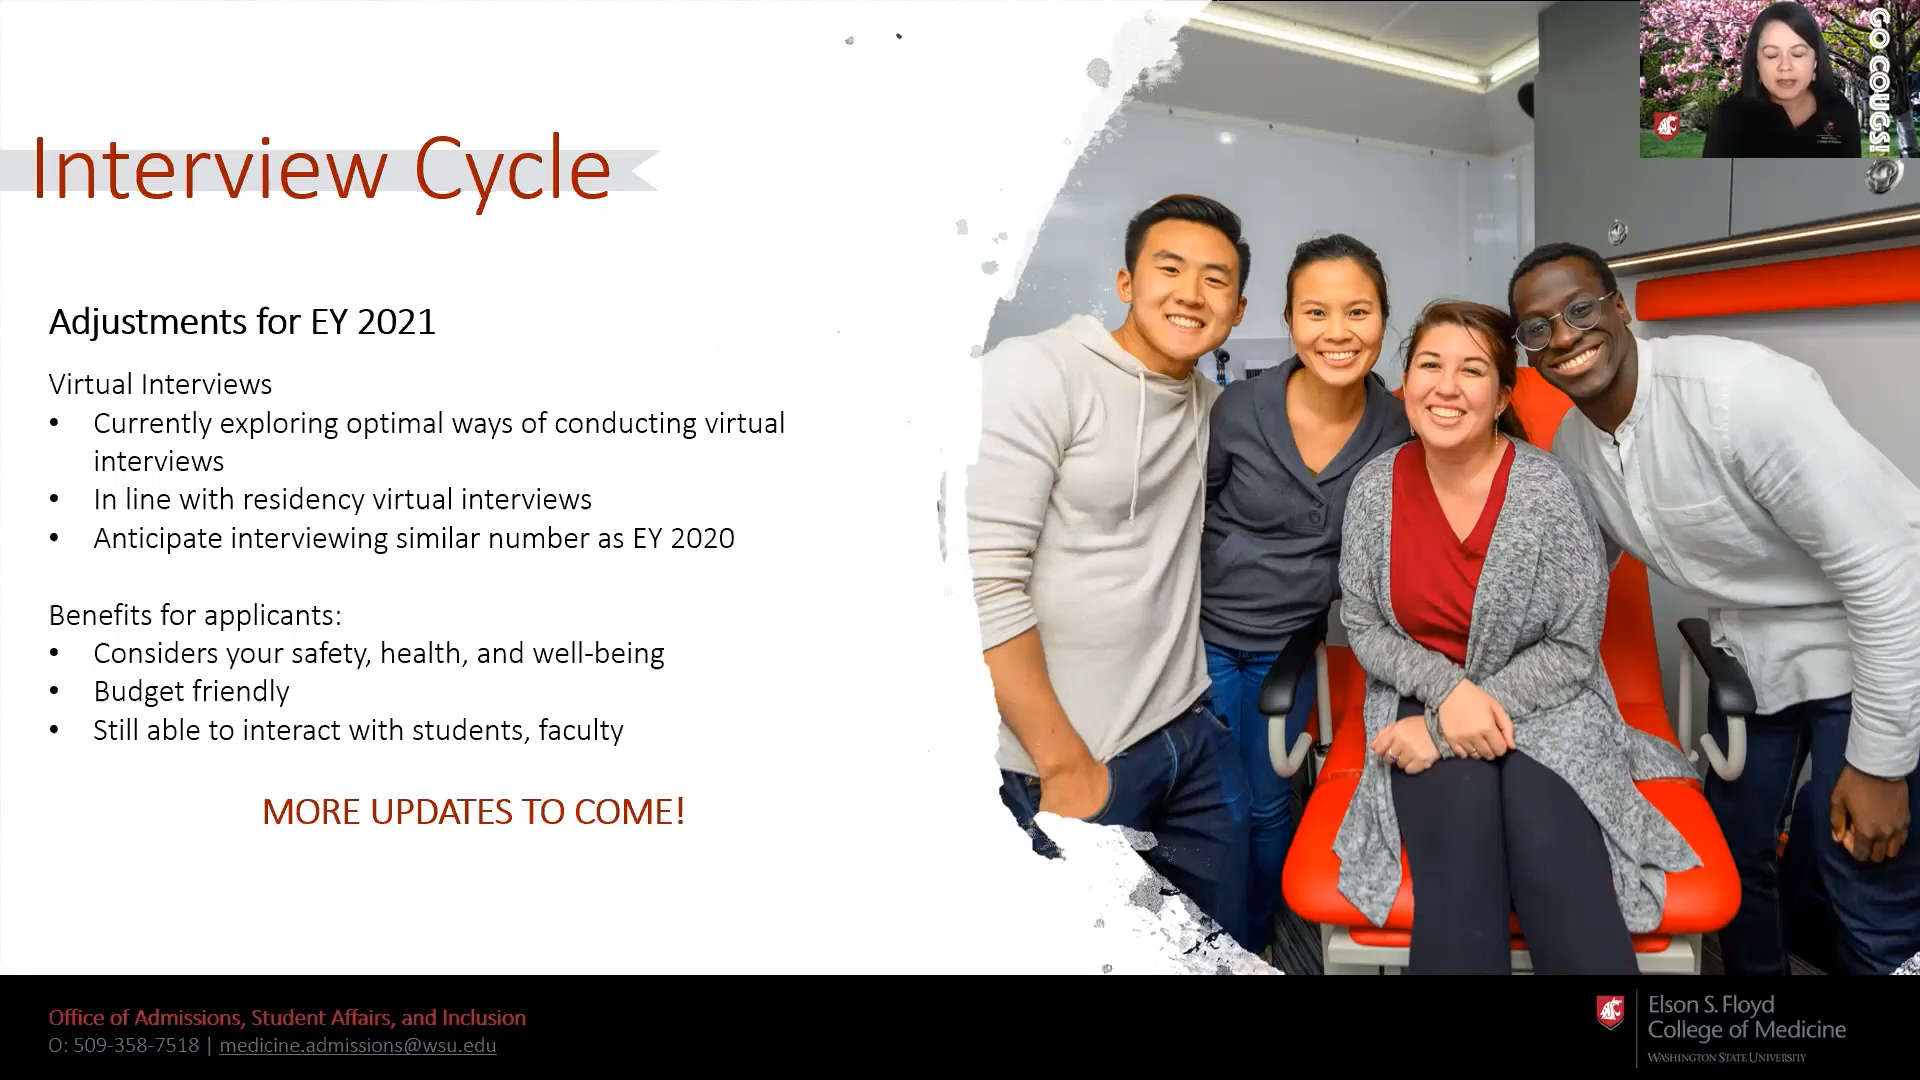 GO COUGS!
Interview Cycle
Adjustments for EY 2021
Virtual Interviews
• Currently exploring optimal ways of conducting virtual
interviews
• In line with residency virtual interviews
• Anticipate interviewing similar number as EY 2020
Benefits for applicants:
• Considers your safety, health, and well-being
• Budget friendly
• Still able to interact with students, faculty
MORE UPDATES TO COME!
Office of Admissions, Student Affairs, and Inclusion
O: 509-358-7518 | medicine.admissions@wsu.edu
Elson S. Floyd
College of Medicine
WASHINGTON STATE UNIVERSITY